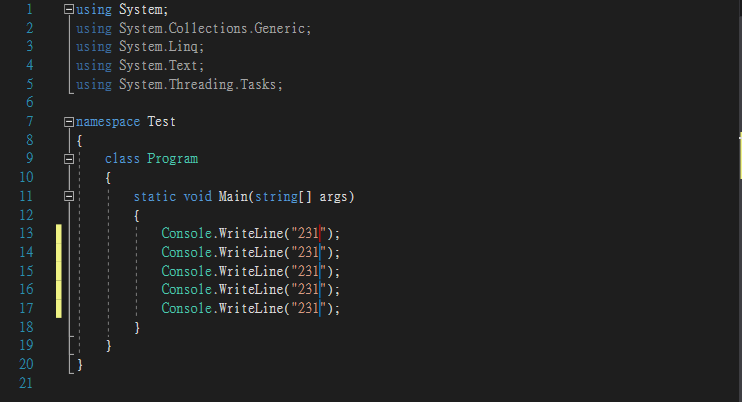 1 using System;
2 using System.Collections.Generic;
3 using System.Linq;
4 using System.Text;
5 using System.Threading.Tasks;
6
7 namespace Test
8 {
9 class Program
10 {
11 static void Main(string[] args)
12 {
13 Console.WriteLine("231");
14 Console.WriteLine("231");
15 Console.WriteLine("231");
16 Console.WriteLine("231");
17 Console.WriteLine("231");
18 }
19 }
20 }
21